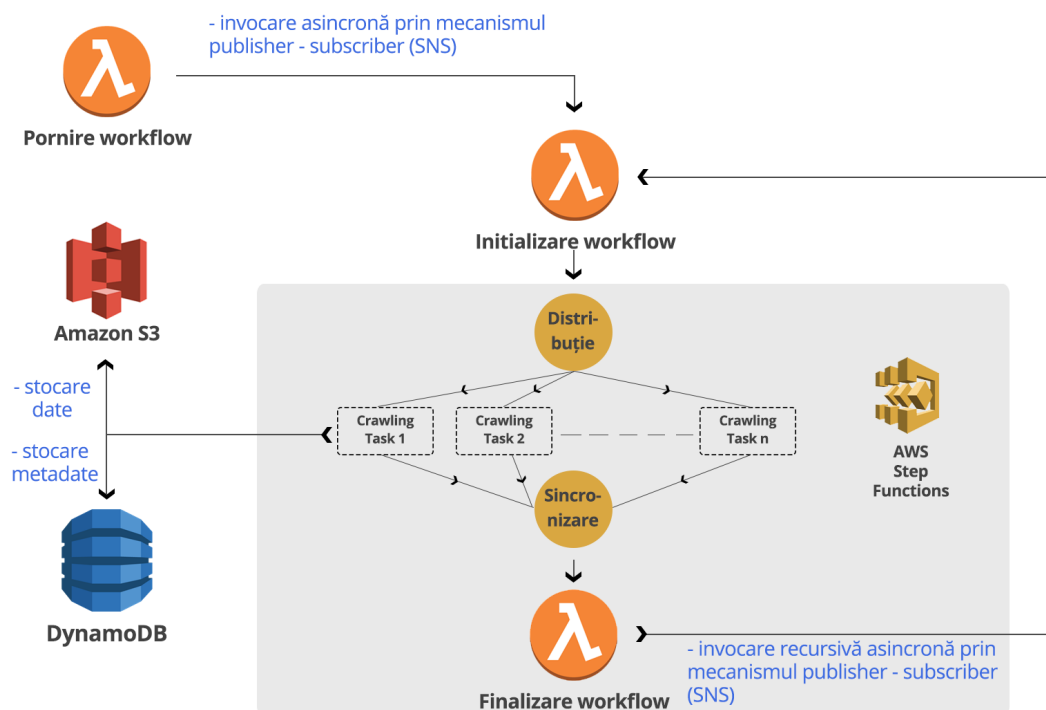 - invocare asincronă prin mecanismul
publisher - subscriber (SNS)
Pornire workflow
Initializare workflow
Amazon S3
- stocare
date
- stocare
metadate
DynamoDB
Distri-
buție
Crawling
Task 1
Crawling
Task 2
Crawling
Task n
AWS
Step
Functions
Sincro-
nizare
Finalizare workflow
- invocare recursivă asincronă prin
mecanismul publisher - subscriber
(SNS)